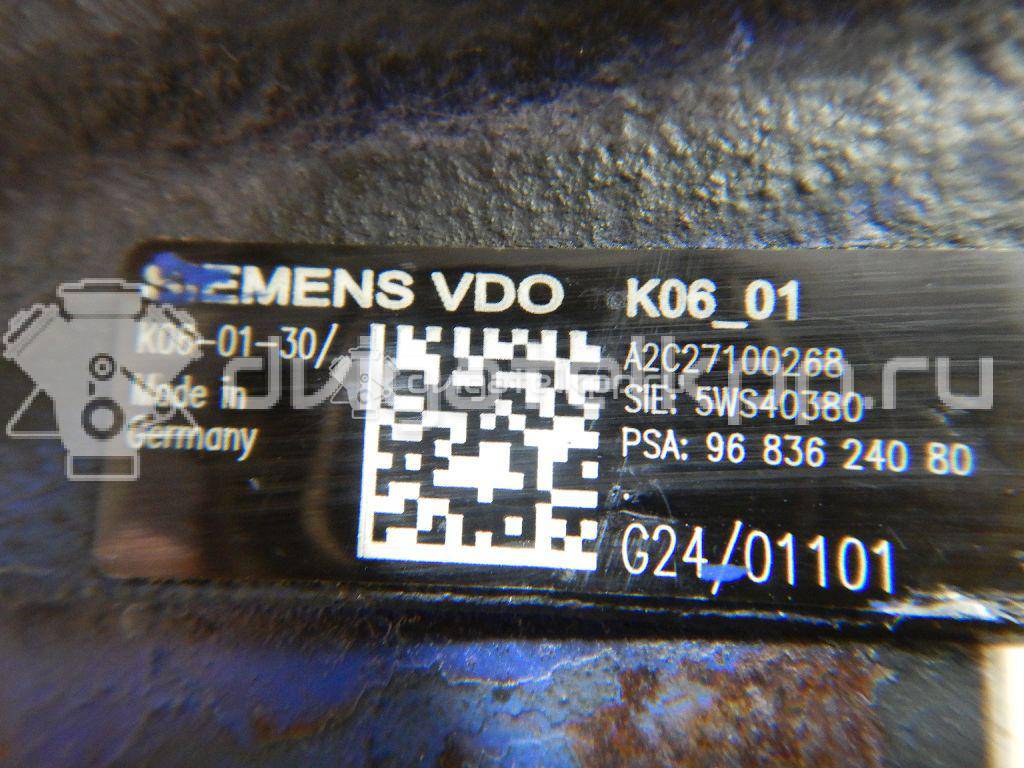 SIEMENS VDO K06_01
K06-01-30/
Made in
Germany
A2C27100268
SIE: 5WS40380
PSA: 96 836 240 80
G24/01101